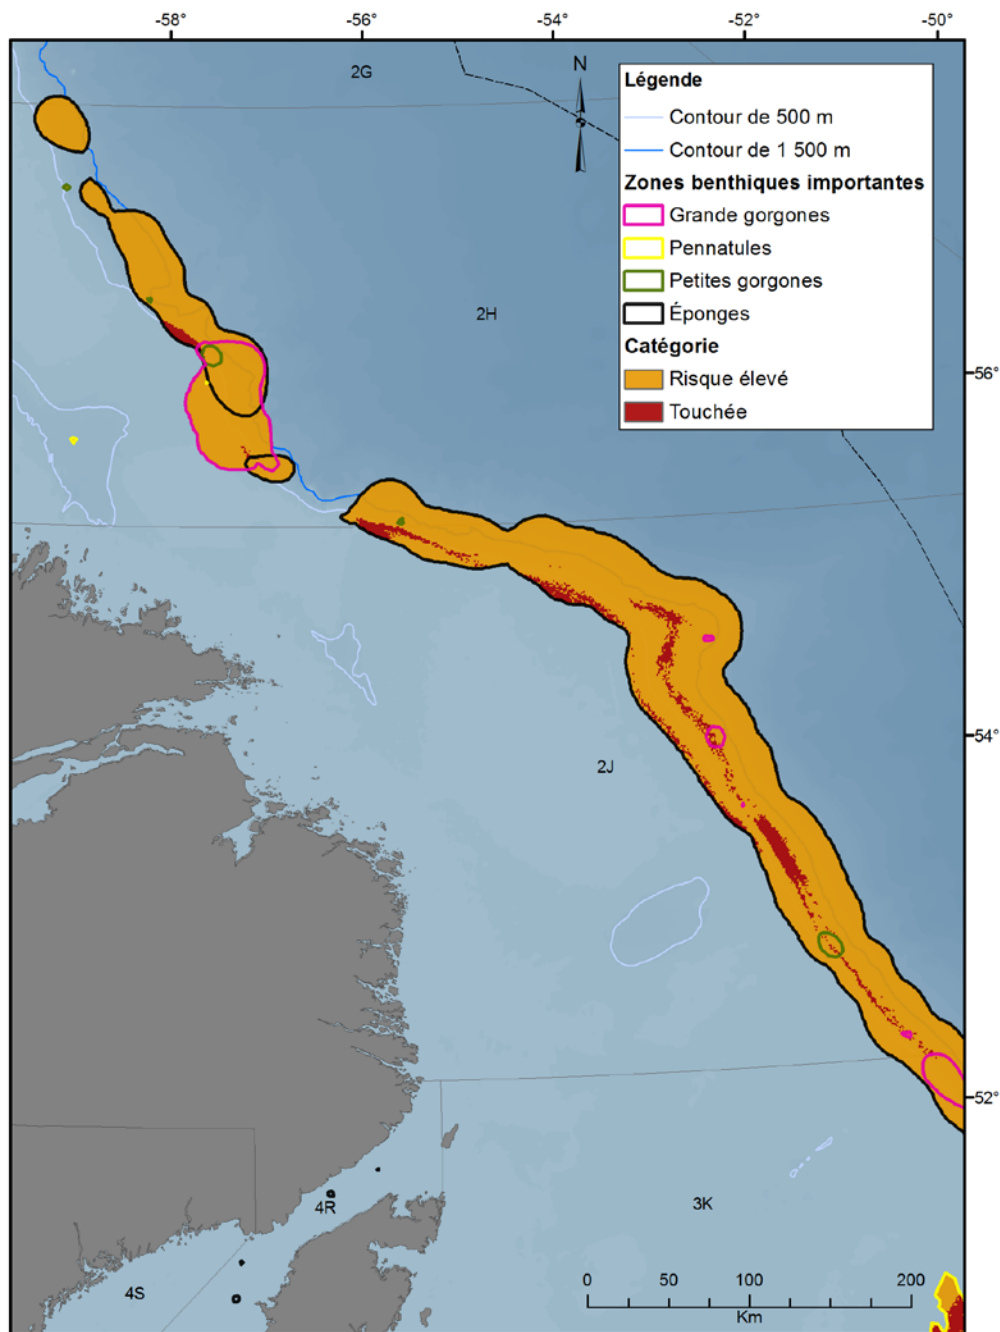 -58°
-56°
-54°
-52°
-50°
2G
N
Légende
Contour de 500 m
Contour de 1 500 m
Zones benthiques importantes
Grande gorgones
Pennatules
Petites gorgones
Éponges
Catégorie
Risque élevé
Touchée
2H
56°
54°
2J
52°
3K
4R
4S
0 50 100 200
Km